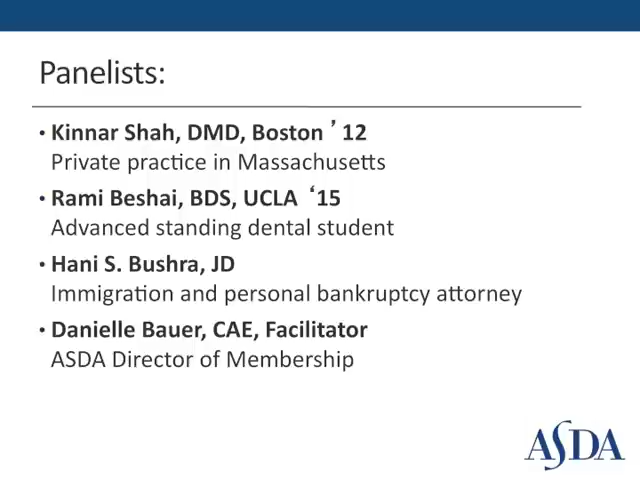 Panelists:
• Kinnar Shah, DMD, Boston ’12
Private practice in Massachusetts
• Rami Beshai, BDS, UCLA ‘15
Advanced standing dental student
• Hani S. Bushra, JD
Immigration and personal bankruptcy attorney
• Danielle Bauer, CAE, Facilitator
ASDA Director of Membership
ASDA